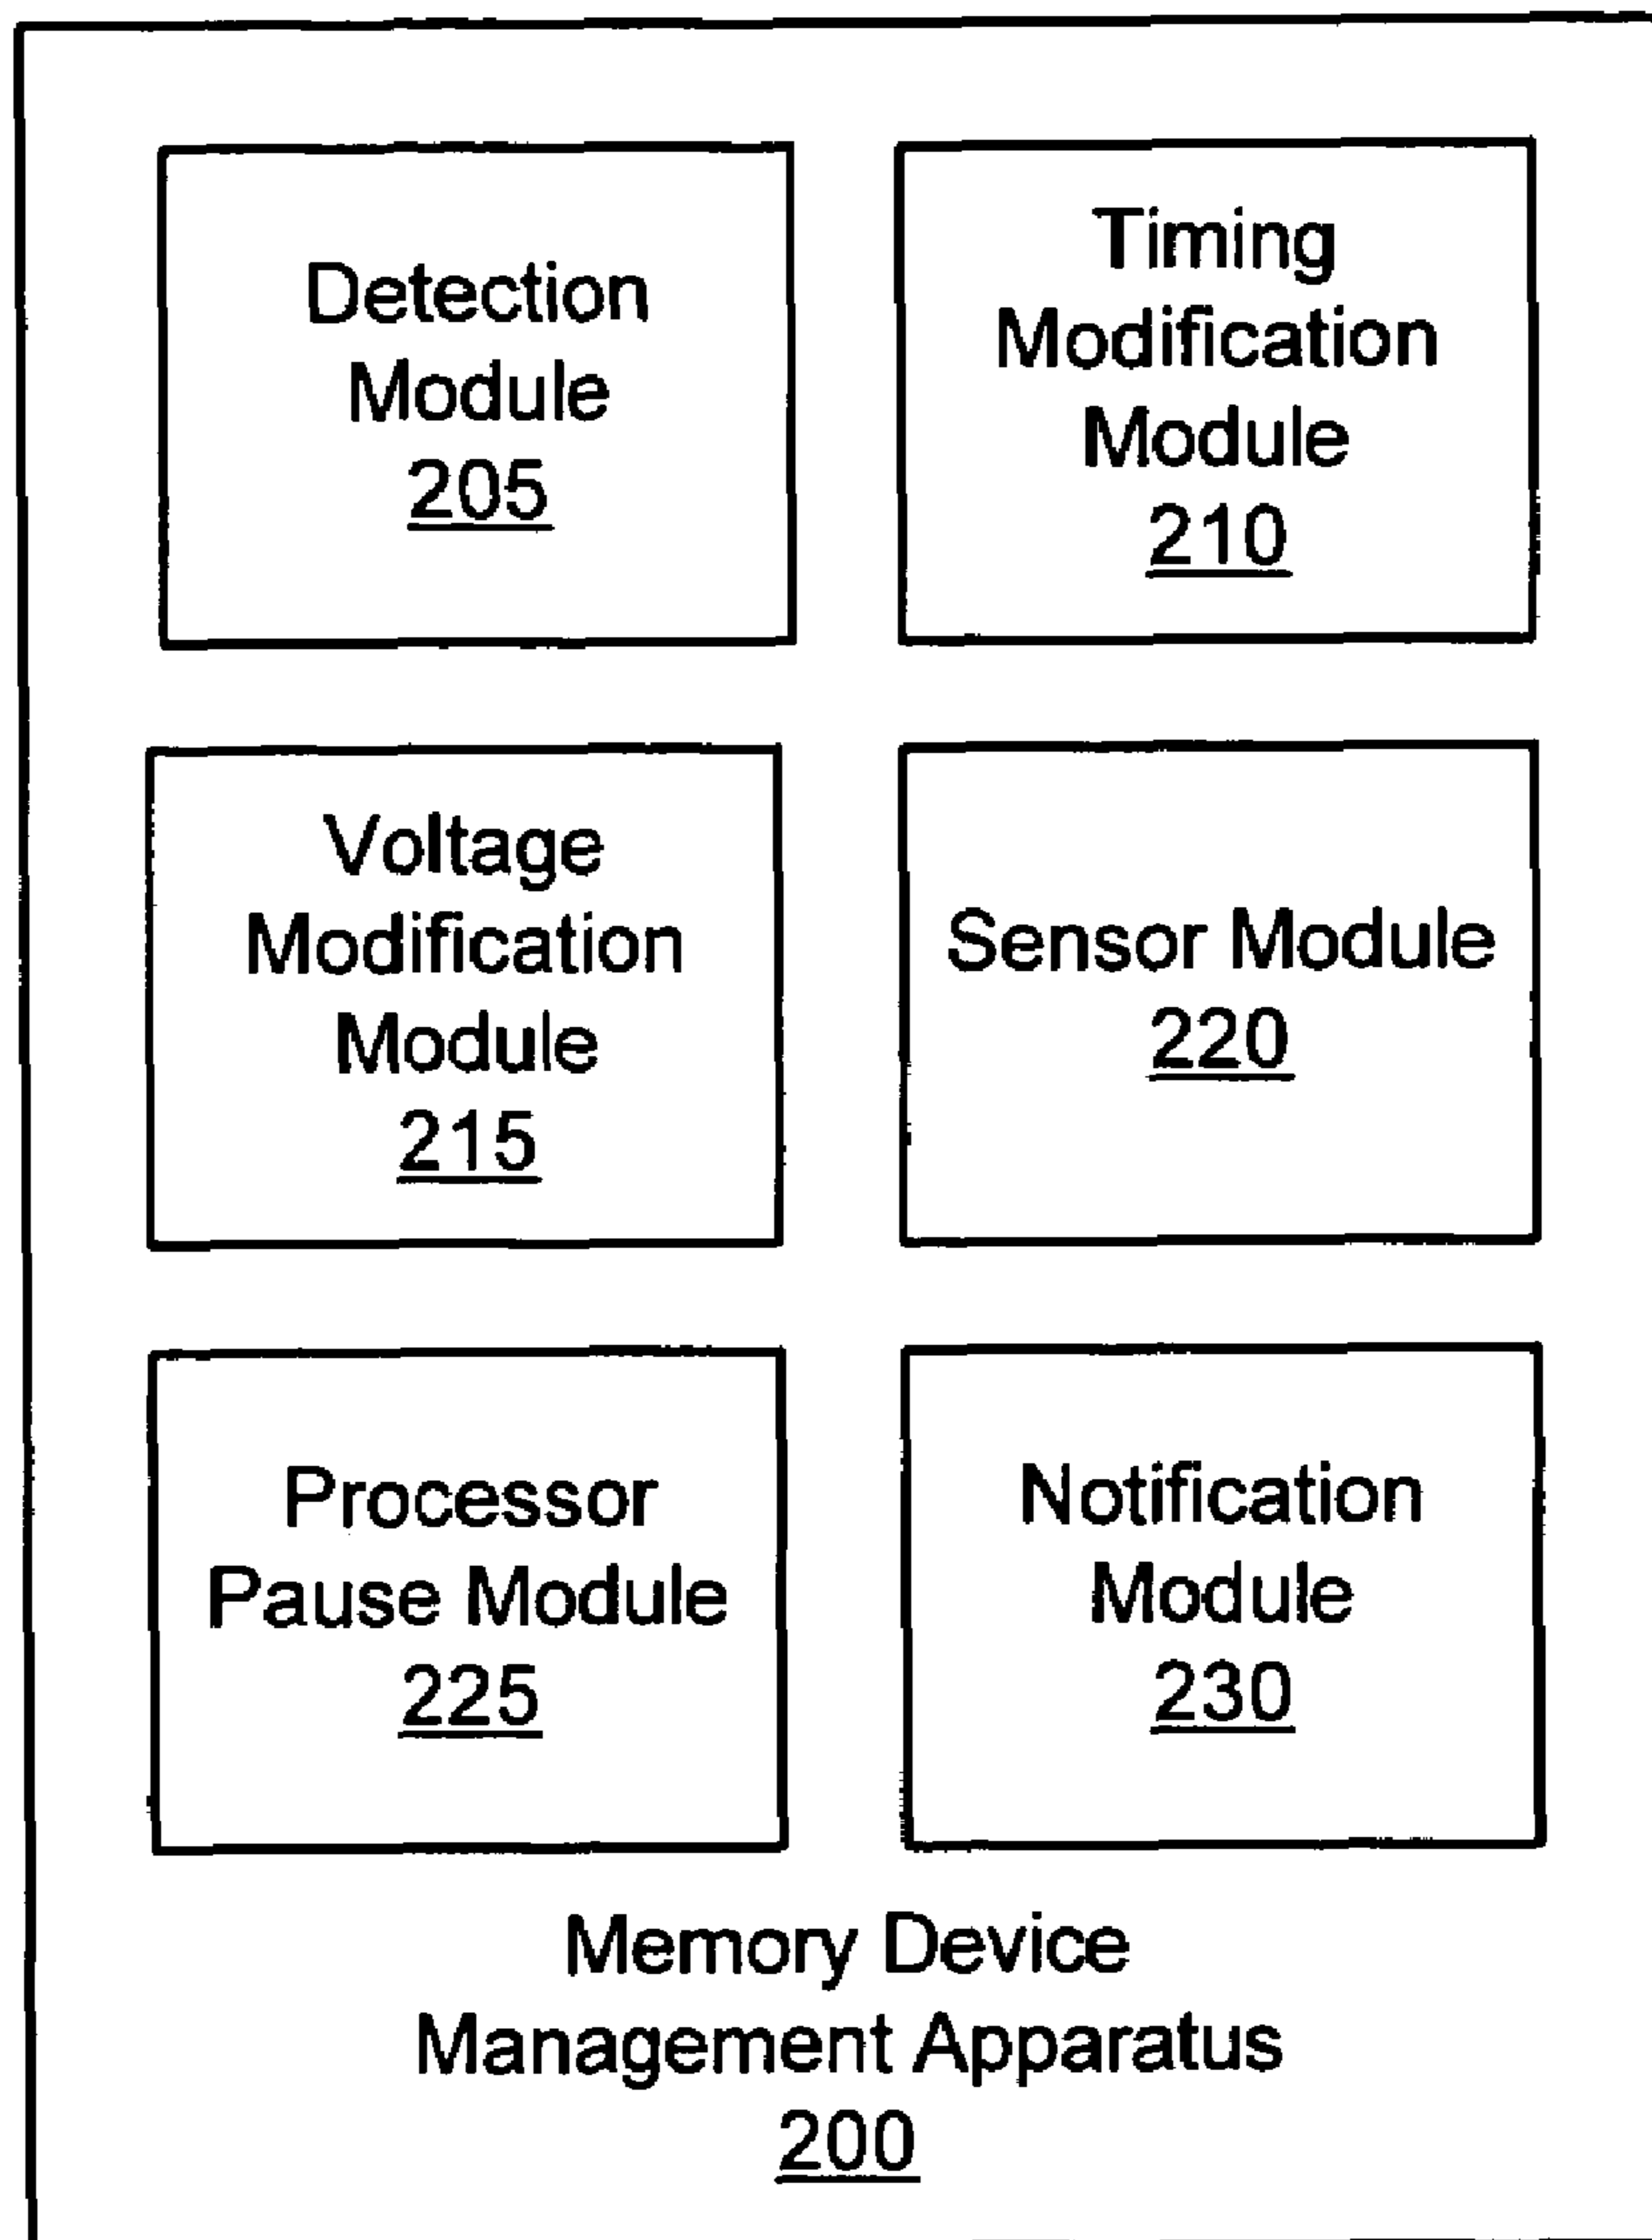 Detection
Module
205
Timing
Modification
Module
210
Voltage
Modification
Module
215
Sensor Module
220
Processor
Pause Module
225
Notification
Module
230
Memory Device
Management Apparatus
200